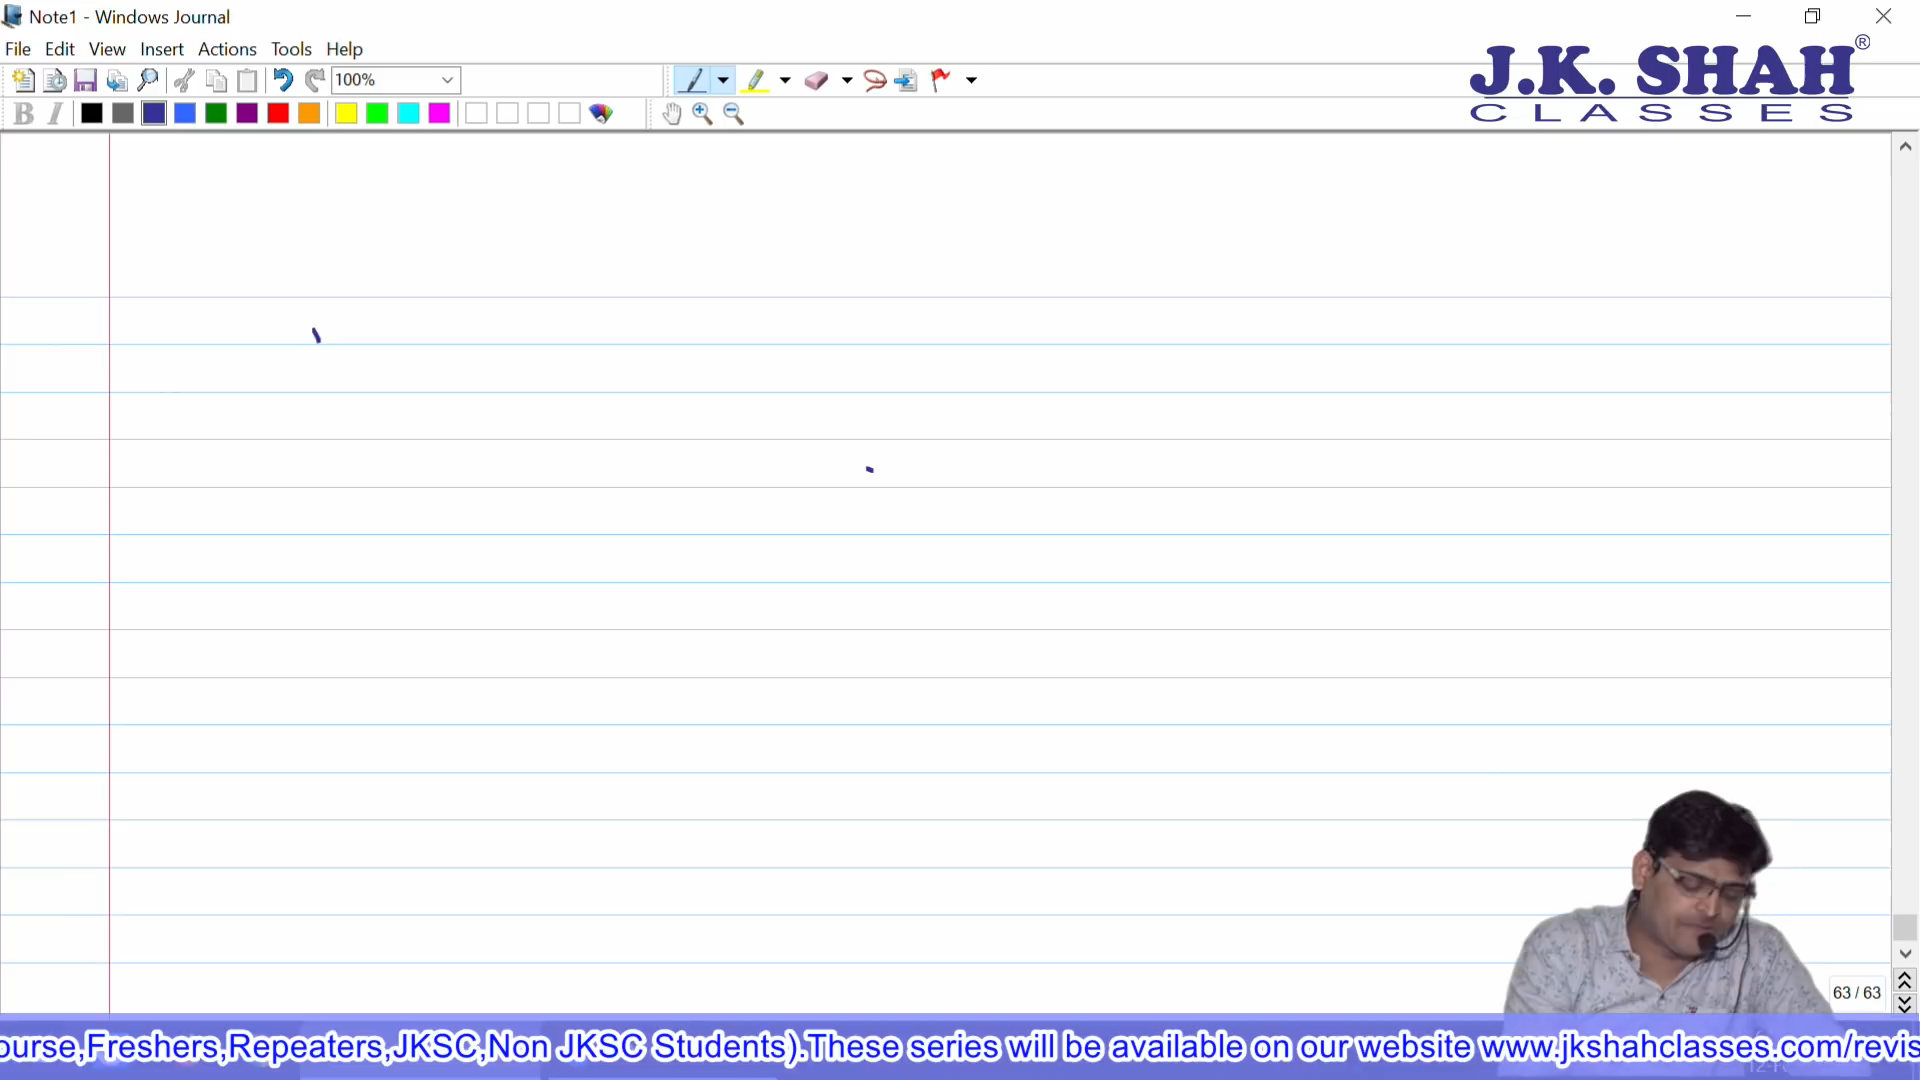 Note1 - Windows Journal
File Edit View Insert Actions Tools Help
100%
B I
J.K. SHAH®
CLASSES
63 / 63
ourse,Freshers,Repeaters,JKSC,Non JKSC Students).These series will be available on our website www.jkshahclasses.com/revis